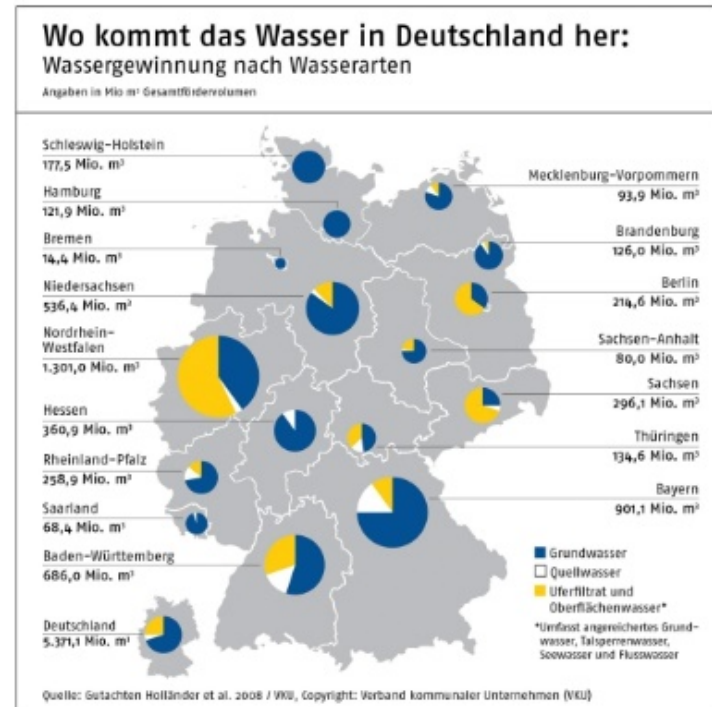 Wo kommt das Wasser in Deutschland her:
Wassergewinnung nach Wasserarten
Angaben in Mio m³ Gesamtfördervolumen
Schleswig-Holstein
177,5 Mio. m³
Hamburg
121,9 Mio. m³
Bremen
14,4 Mio. m³
Niedersachsen
536,4 Mio. m³
Nordrhein-
Westfalen
1.301,0 Mio. m³
Hessen
360,9 Mio. m³
Rheinland-Pfalz
258,9 Mio. m³
Saarland
68,4 Mio. m³
Baden-Württemberg
686,0 Mio. m³
Deutschland
5.371,1 Mio. m³
Mecklenburg-Vorpommern
93,9 Mio. m³
Brandenburg
126,0 Mio. m³
Berlin
214,6 Mio. m³
Sachsen-Anhalt
80,0 Mio. m³
Sachsen
296,1 Mio. m³
Thüringen
134,6 Mio. m³
Bayern
901,1 Mio. m³
Grundwasser
Quellwasser
Uferfiltrat und
Oberflächenwasser*
*Umfasst angereichertes Grund-
wasser, Talsperrenwasser,
Seewasser und Flusswasser
Quelle: Gutachten Holländer et al. 2008 / VKU, Copyright: Verband kommunaler Unternehmen (VKU)